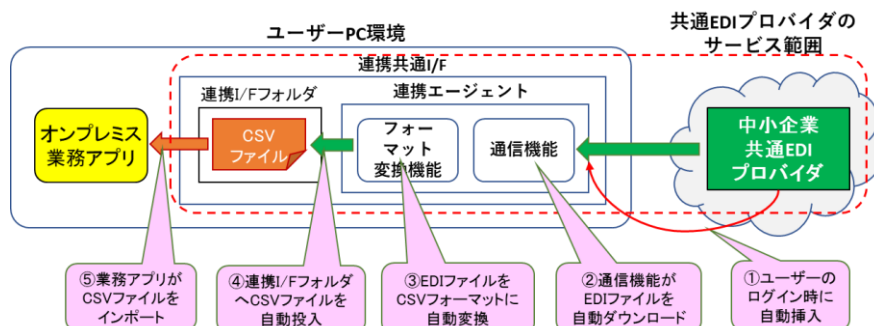 ユーザーPC環境
共通EDIプロバイダの
サービス範囲
連携共通I/F
連携I/Fフォルダ
連携エージェント
オンプレミス
業務アプリ
CSV
ファイル
フォー
マット
変換機能
通信機能
中小企業
共通EDI
プロバイダ
⑤業務アプリが
CSVファイルを
インポート
④連携I/Fフォルダ
へCSVファイルを
自動投入
③EDIファイルを
CSVフォーマットに
自動変換
②通信機能が
EDIファイルを
自動ダウンロード
①ユーザーの
ログイン時に
自動挿入